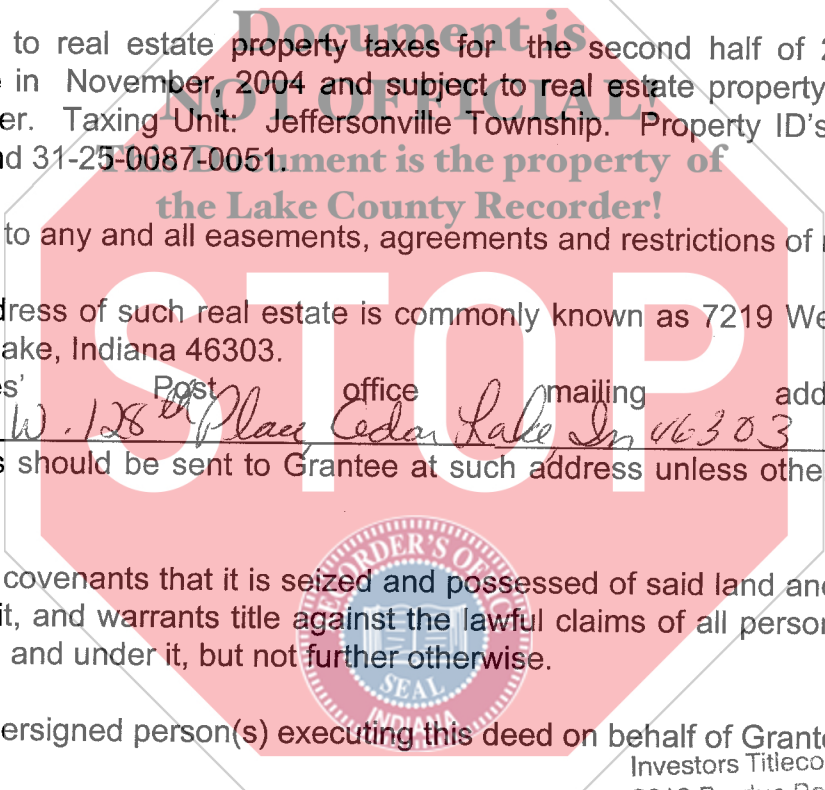 Document is
to real estate property taxes for the second half of 2
in November, 2004 and subject to real estate property
NOT OFFICIAL!
er. Taxing Unit: Jeffersonville Township. Property ID's
nd 31-25-0087-0051.
This Document is the property of
the Lake County Recorder!
to any and all easements, agreements and restrictions of
dress of such real estate is commonly known as 7219 We
ake, Indiana 46303.
STOP
es' Post office mailing add
W. 128th Place, Cedar Lake, In 46303
s should be sent to Grantee at such address unless othe
covenants that it is seized and possessed of said land and
it, and warrants title against the lawful claims of all person
and under it, but not further otherwise.
RECORDER'S OFFIC
SEAL
INDIANA
ersigned person(s) executing this deed on behalf of Grante
Investors Titleco